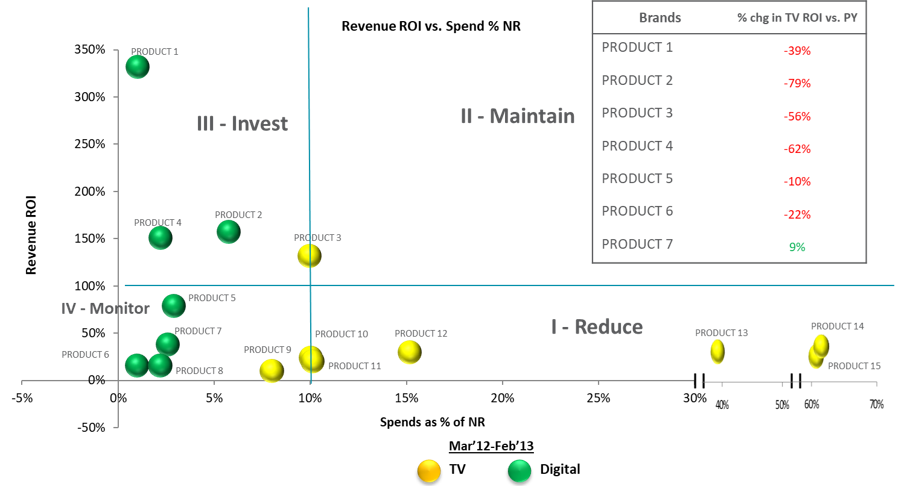 Revenue ROI vs. Spend % NR
Brands % chg in TV ROI vs. PY
PRODUCT 1 -39%
PRODUCT 2 -79%
PRODUCT 3 -56%
PRODUCT 4 -62%
PRODUCT 5 -10%
PRODUCT 6 -22%
PRODUCT 7 9%
Revenue ROI
350%
300%
250%
200%
150%
100%
50%
0%
-50%
PRODUCT 1
III - Invest
II - Maintain
PRODUCT 4
PRODUCT 2
PRODUCT 3
PRODUCT 5
IV - Monitor
I - Reduce
PRODUCT 7
PRODUCT 10
PRODUCT 12
PRODUCT 13
PRODUCT 14
PRODUCT 6
PRODUCT 9
PRODUCT 8
PRODUCT 11
PRODUCT 15
-5% 0% 5% 10% 15% 20% 25% 30% 40% 50% 60% 70%
Spends as % of NR
Mar'12-Feb'13
TV Digital